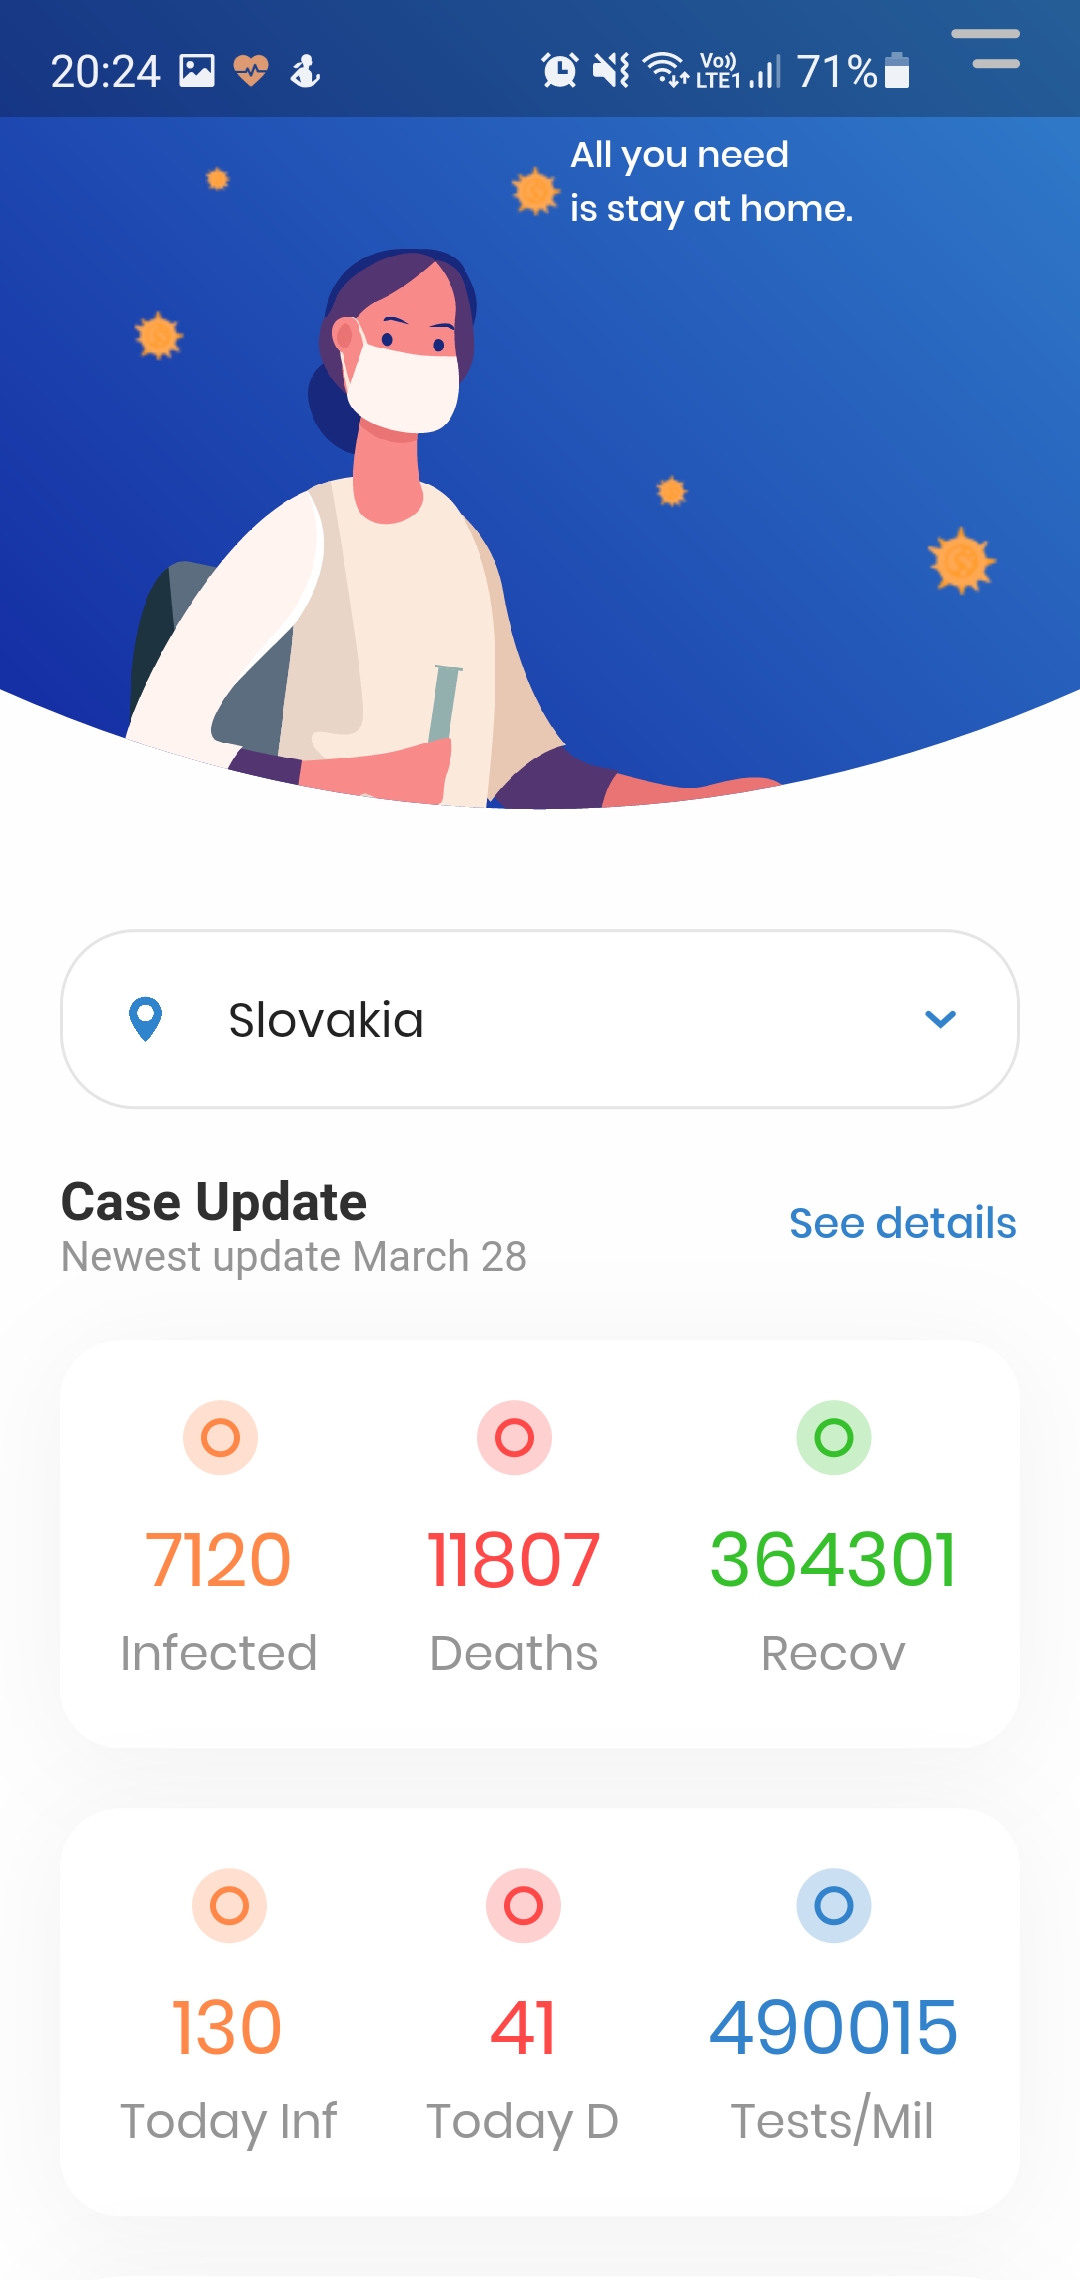 20:24
Vo)) LTE1 71%
All you need
is stay at home.
Slovakia
Case Update
Newest update March 28
See details
7120 11807 364301
Infected Deaths Recov
130 41 490015
Today Inf Today D Tests/Mil